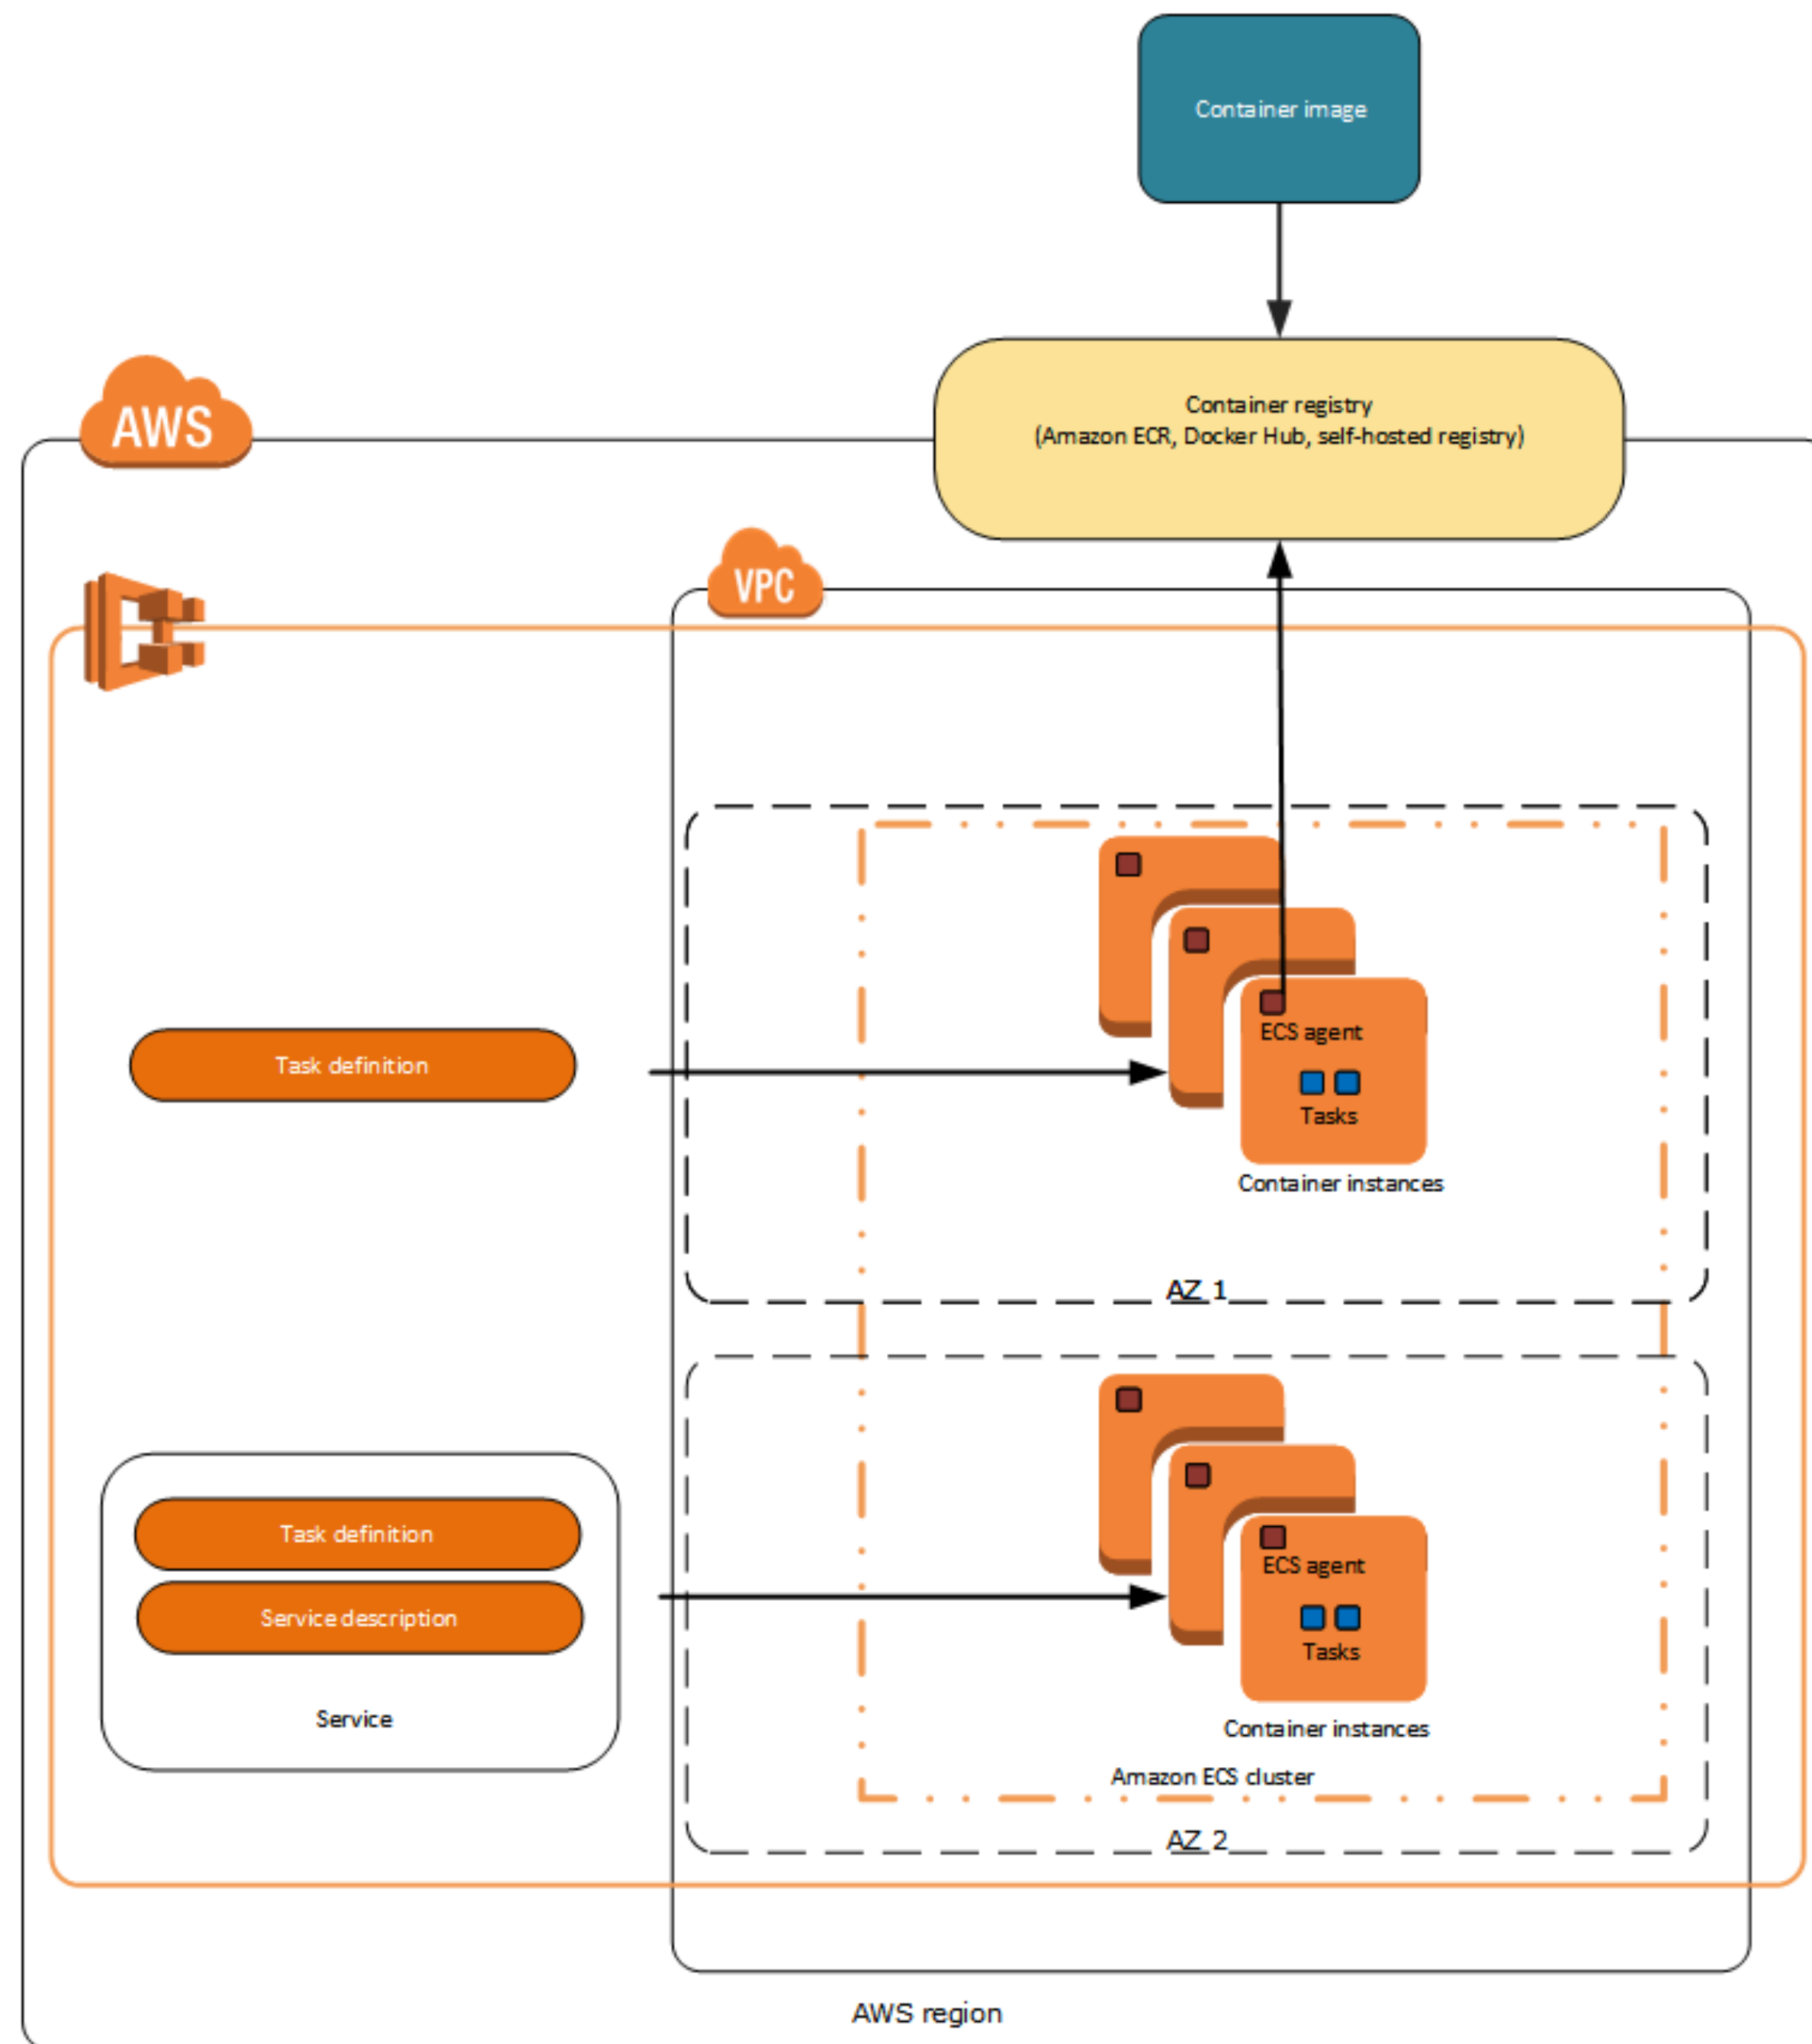 Container image
Container registry
(Amazon ECR, Docker Hub, self-hosted registry)
AWS
VPC
ECS agent
Task definition
Tasks
Container instances
AZ 1
Task definition
Service description
Service
ECS agent
Tasks
Container instances
Amazon ECS cluster
AZ 2
AWS region